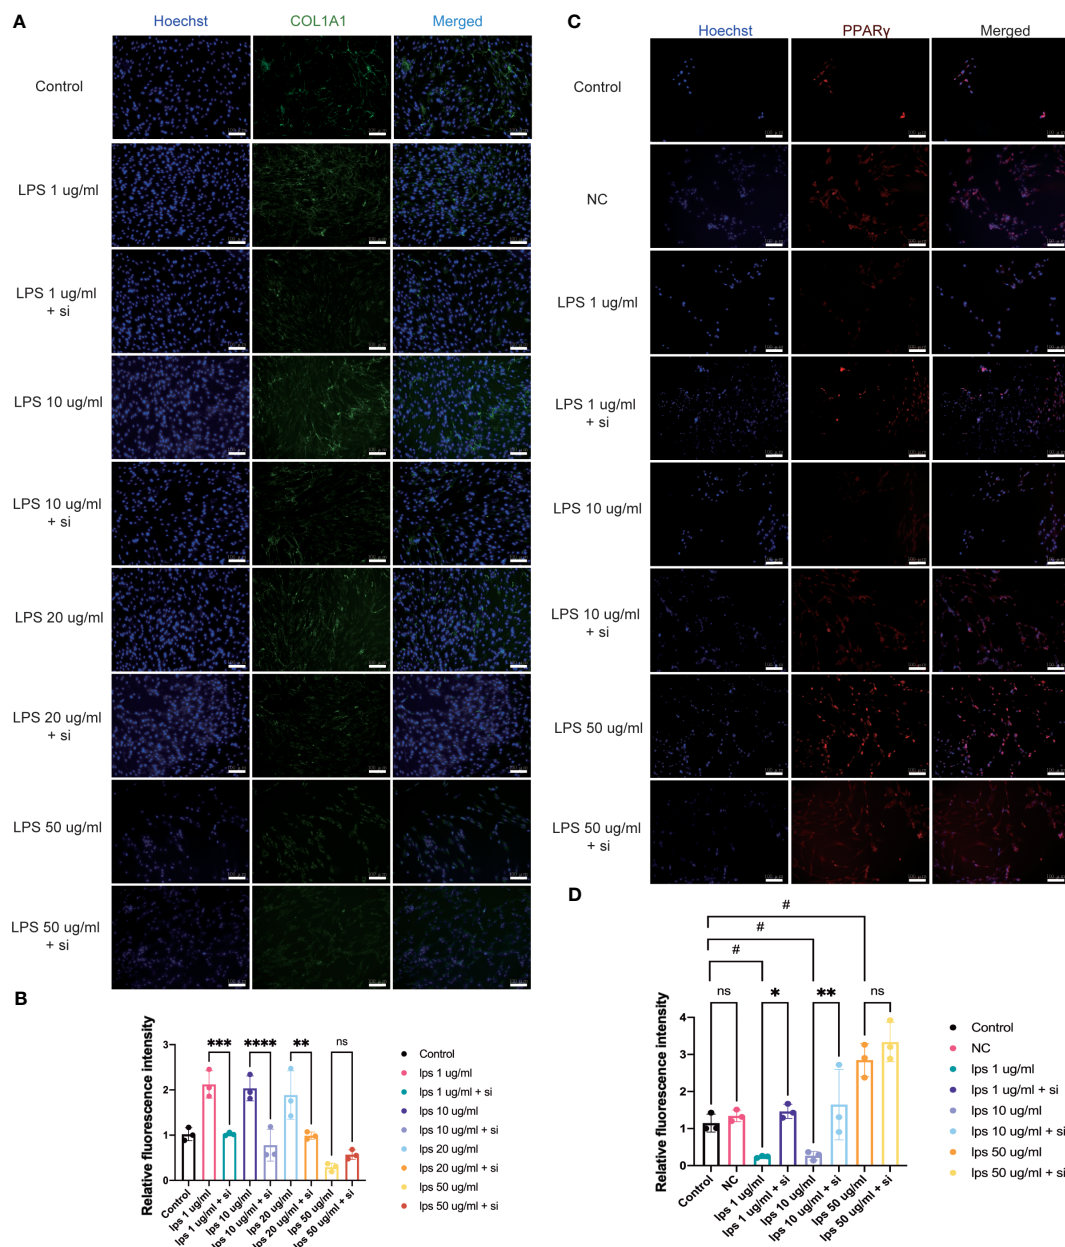 A
Hoechst
COL1A1
Merged
Control
LPS 1 ug/ml
LPS 1 ug/ml
+ si
LPS 10 ug/ml
LPS 10 ug/ml
+ si
LPS 20 ug/ml
LPS 20 ug/ml
+ si
LPS 50 ug/ml
LPS 50 ug/ml
+ si
C
Hoechst
PPARγ
Merged
Control
NC
LPS 1 ug/ml
LPS 1 ug/ml
+ si
LPS 10 ug/ml
LPS 10 ug/ml
+ si
LPS 50 ug/ml
LPS 50 ug/ml
+ si
B
Relative fluorescence intensity
3
2
1
0
***
****
**
ns
Control
lps 1 ug/ml
lps 1 ug/ml + si
lps 10 ug/ml
lps 10 ug/ml + si
lps 20 ug/ml
lps 20 ug/ml + si
lps 50 ug/ml
lps 50 ug/ml + si
Control
lps 1 ug/ml
lps 1 ug/ml + si
lps 10 ug/ml
lps 10 ug/ml + si
lps 20 ug/ml
lps 20 ug/ml + si
lps 50 ug/ml
lps 50 ug/ml + si
D
Relative fluorescence intensity
4
3
2
1
0
#
#
#
ns
*
**
ns
Control
NC
lps 1 ug/ml
lps 1 ug/ml + si
lps 10 ug/ml
lps 10 ug/ml + si
lps 50 ug/ml
lps 50 ug/ml + si
Control
NC
lps 1 ug/ml
lps 1 ug/ml + si
lps 10 ug/ml
lps 10 ug/ml + si
lps 50 ug/ml
lps 50 ug/ml + si